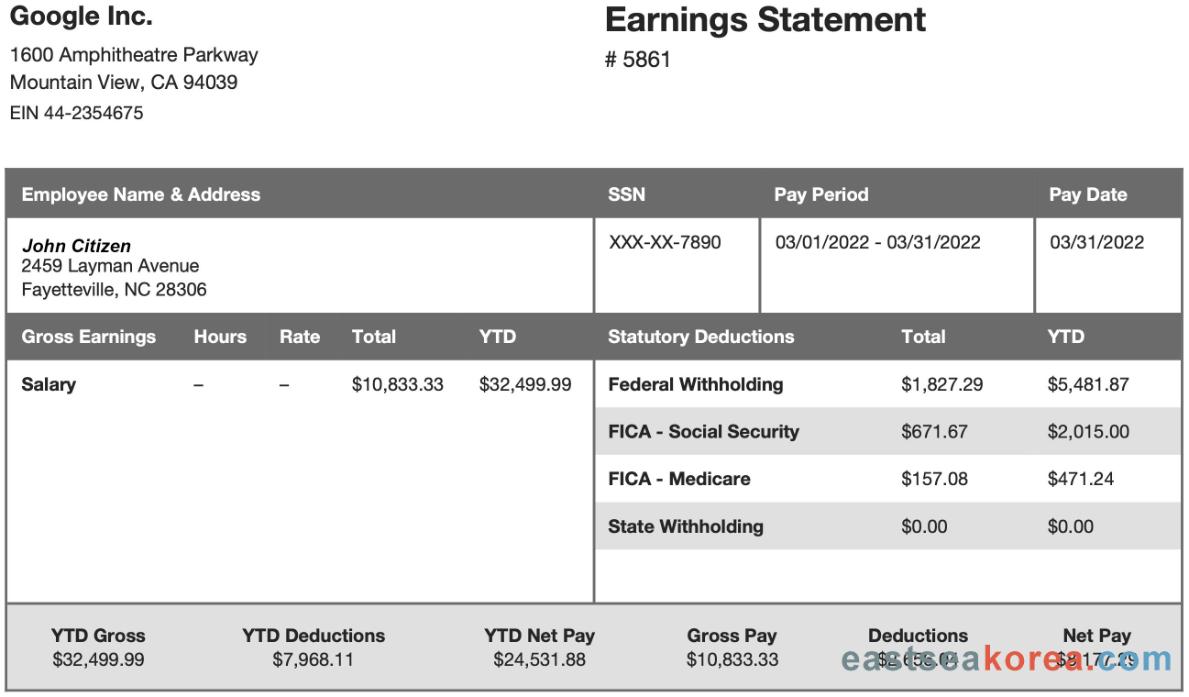 Google Inc.
1600 Amphitheatre Parkway
Mountain View, CA 94039
EIN 44-2354675
Earnings Statement
# 5861
Employee Name & Address SSN Pay Period Pay Date
John Citizen XXX-XX-7890 03/01/2022 - 03/31/2022 03/31/2022
2459 Layman Avenue
Fayetteville, NC 28306
Gross Earnings Hours Rate Total YTD Statutory Deductions Total YTD
Salary – – $10,833.33 $32,499.99 Federal Withholding $1,827.29 $5,481.87
FICA - Social Security $671.67 $2,015.00
FICA - Medicare $157.08 $471.24
State Withholding $0.00 $0.00
YTD Gross YTD Deductions YTD Net Pay Gross Pay Deductions Net Pay
$32,499.99 $7,968.11 $24,531.88 $10,833.33 $8,177.29
eastseakorea.com